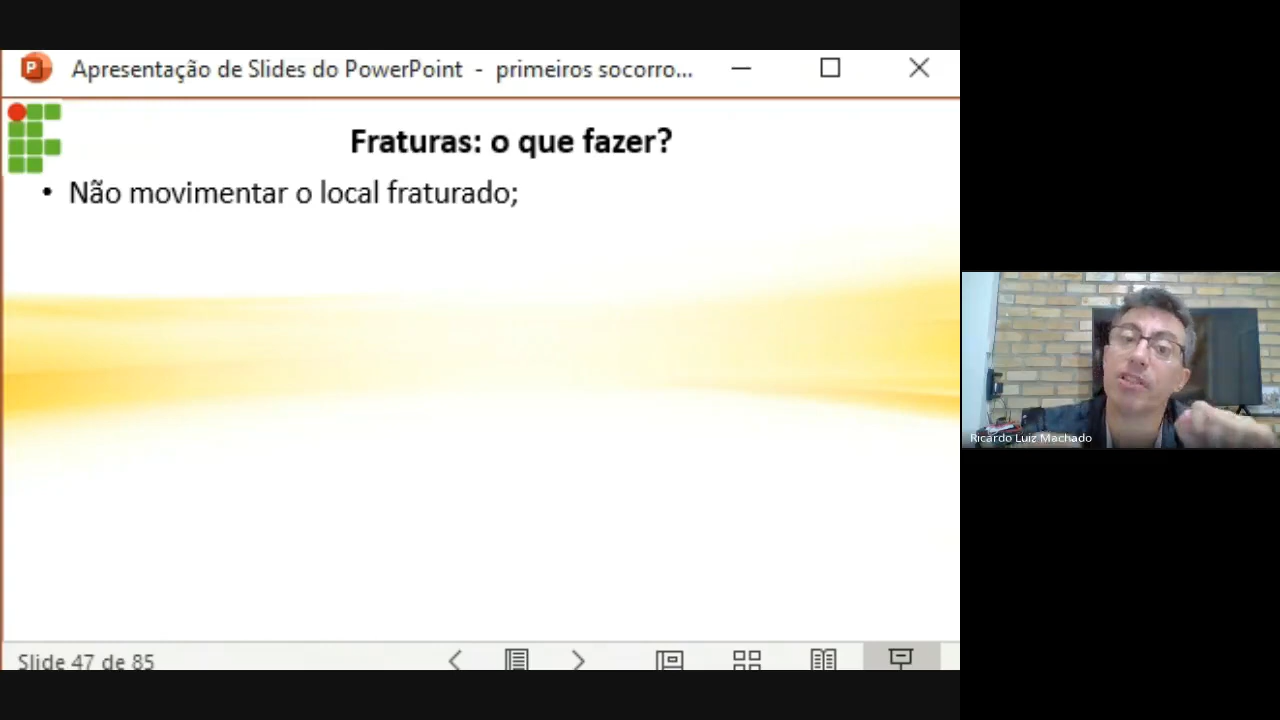 Apresentação de Slides do PowerPoint - primeiros socorro...
Fraturas: o que fazer?
• Não movimentar o local fraturado;
Ricardo Luiz Machado
Slide 47 de 85